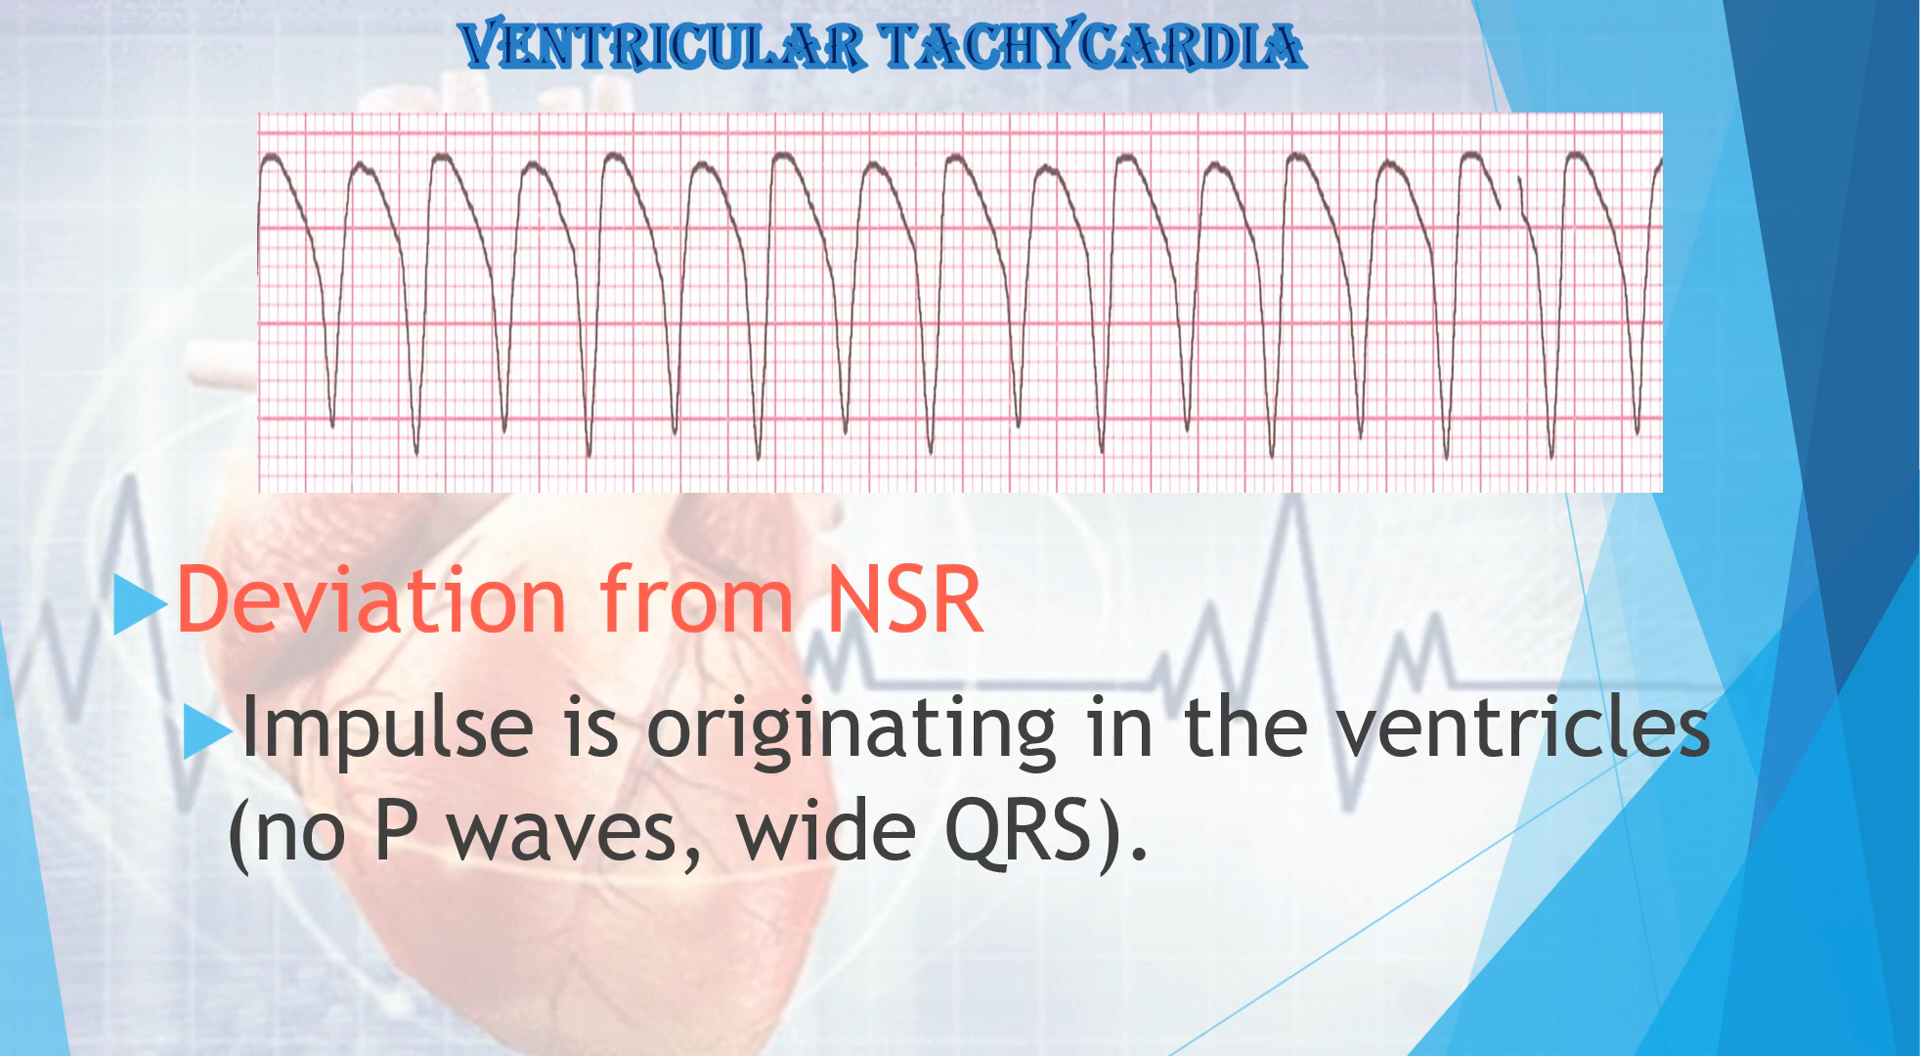 VENTRICULAR TACHYCARDIA
Deviation from NSR
Impulse is originating in the ventricles
(no P waves, wide QRS).